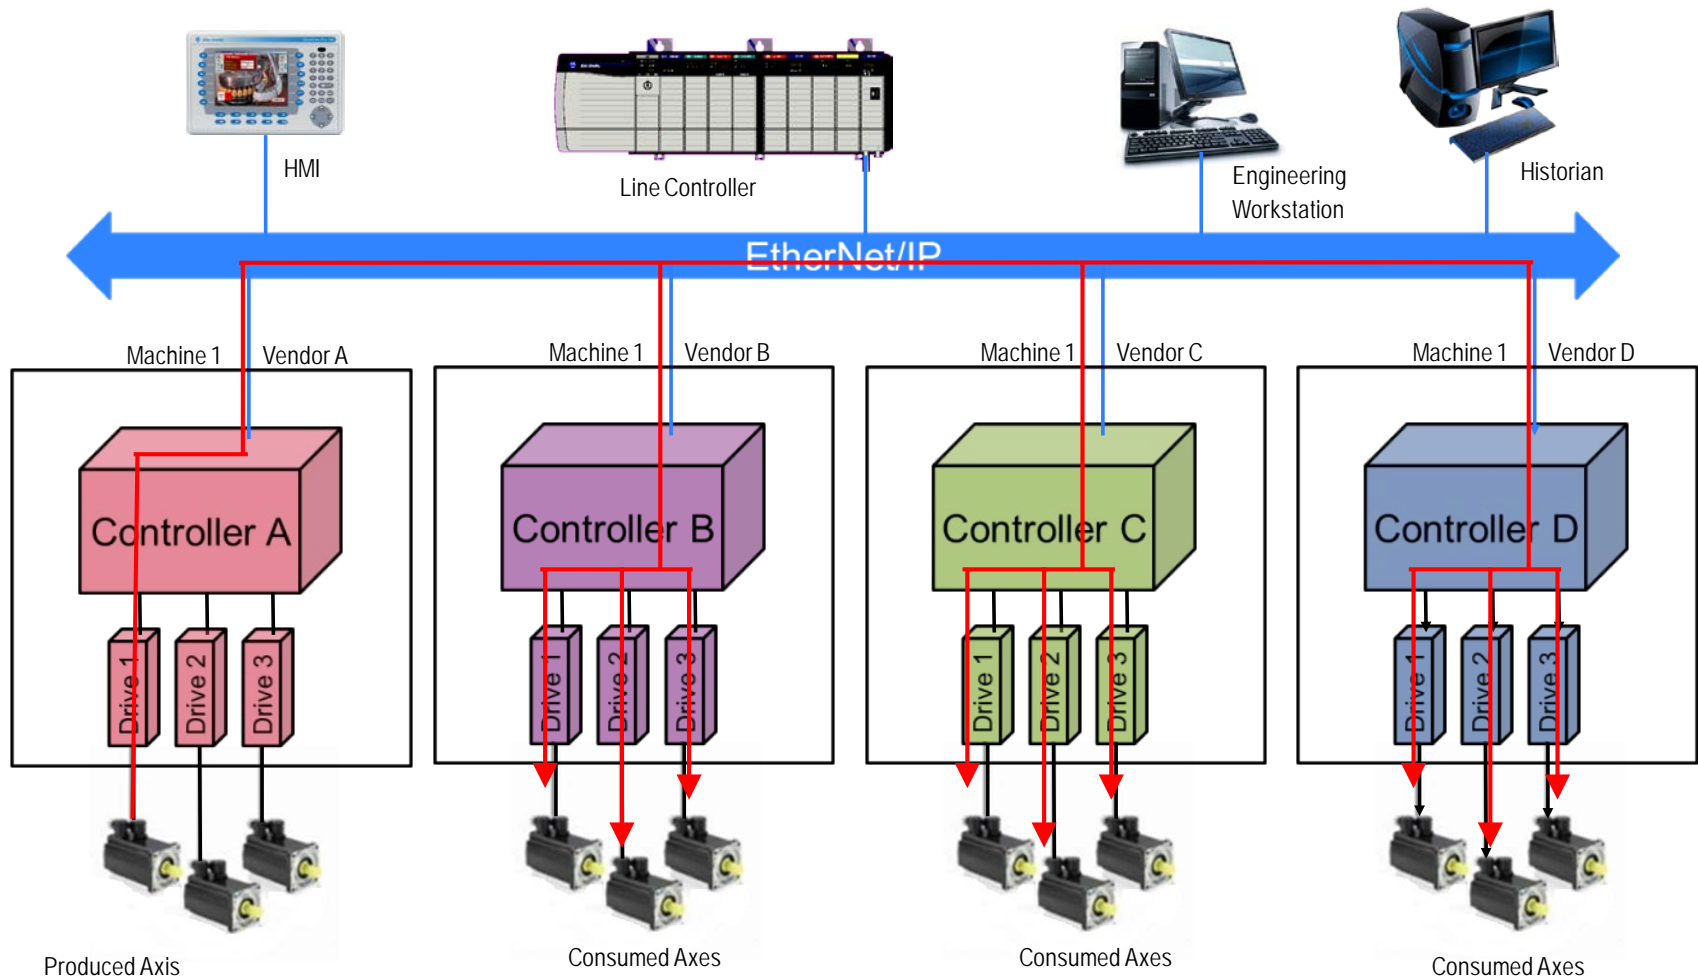 HMI
Line Controller
Engineering
Workstation
Historian
EtherNet/IP
Machine 1 Vendor A
Machine 1 Vendor B
Machine 1 Vendor C
Machine 1 Vendor D
Controller A
Controller B
Controller C
Controller D
Drive 1
Drive 2
Drive 3
Drive 1
Drive 2
Drive 3
Drive 1
Drive 2
Drive 3
Drive 1
Drive 2
Drive 3
Produced Axis
Consumed Axes
Consumed Axes
Consumed Axes